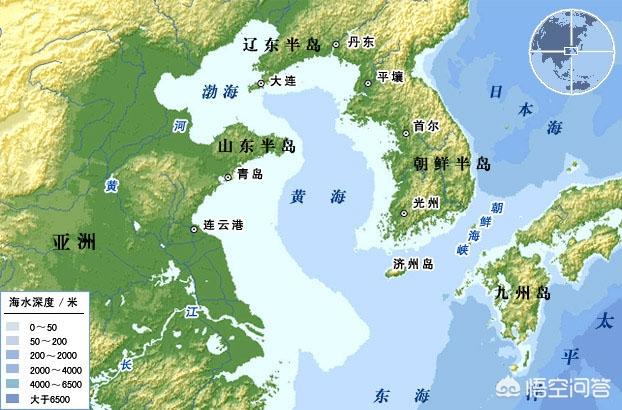 辽东半岛
丹东
渤海
大连
平壤
日本海
河
首尔
山东半岛
朝鲜半岛
青岛
黄
黄海
光州
连云港
朝鲜海峡
亚洲
济州岛
九州岛
海水深度/米
0～50
50～200
200～2000
2000～4000
4000～6500
大于6500
江
长
东海
太平洋
悟空问答